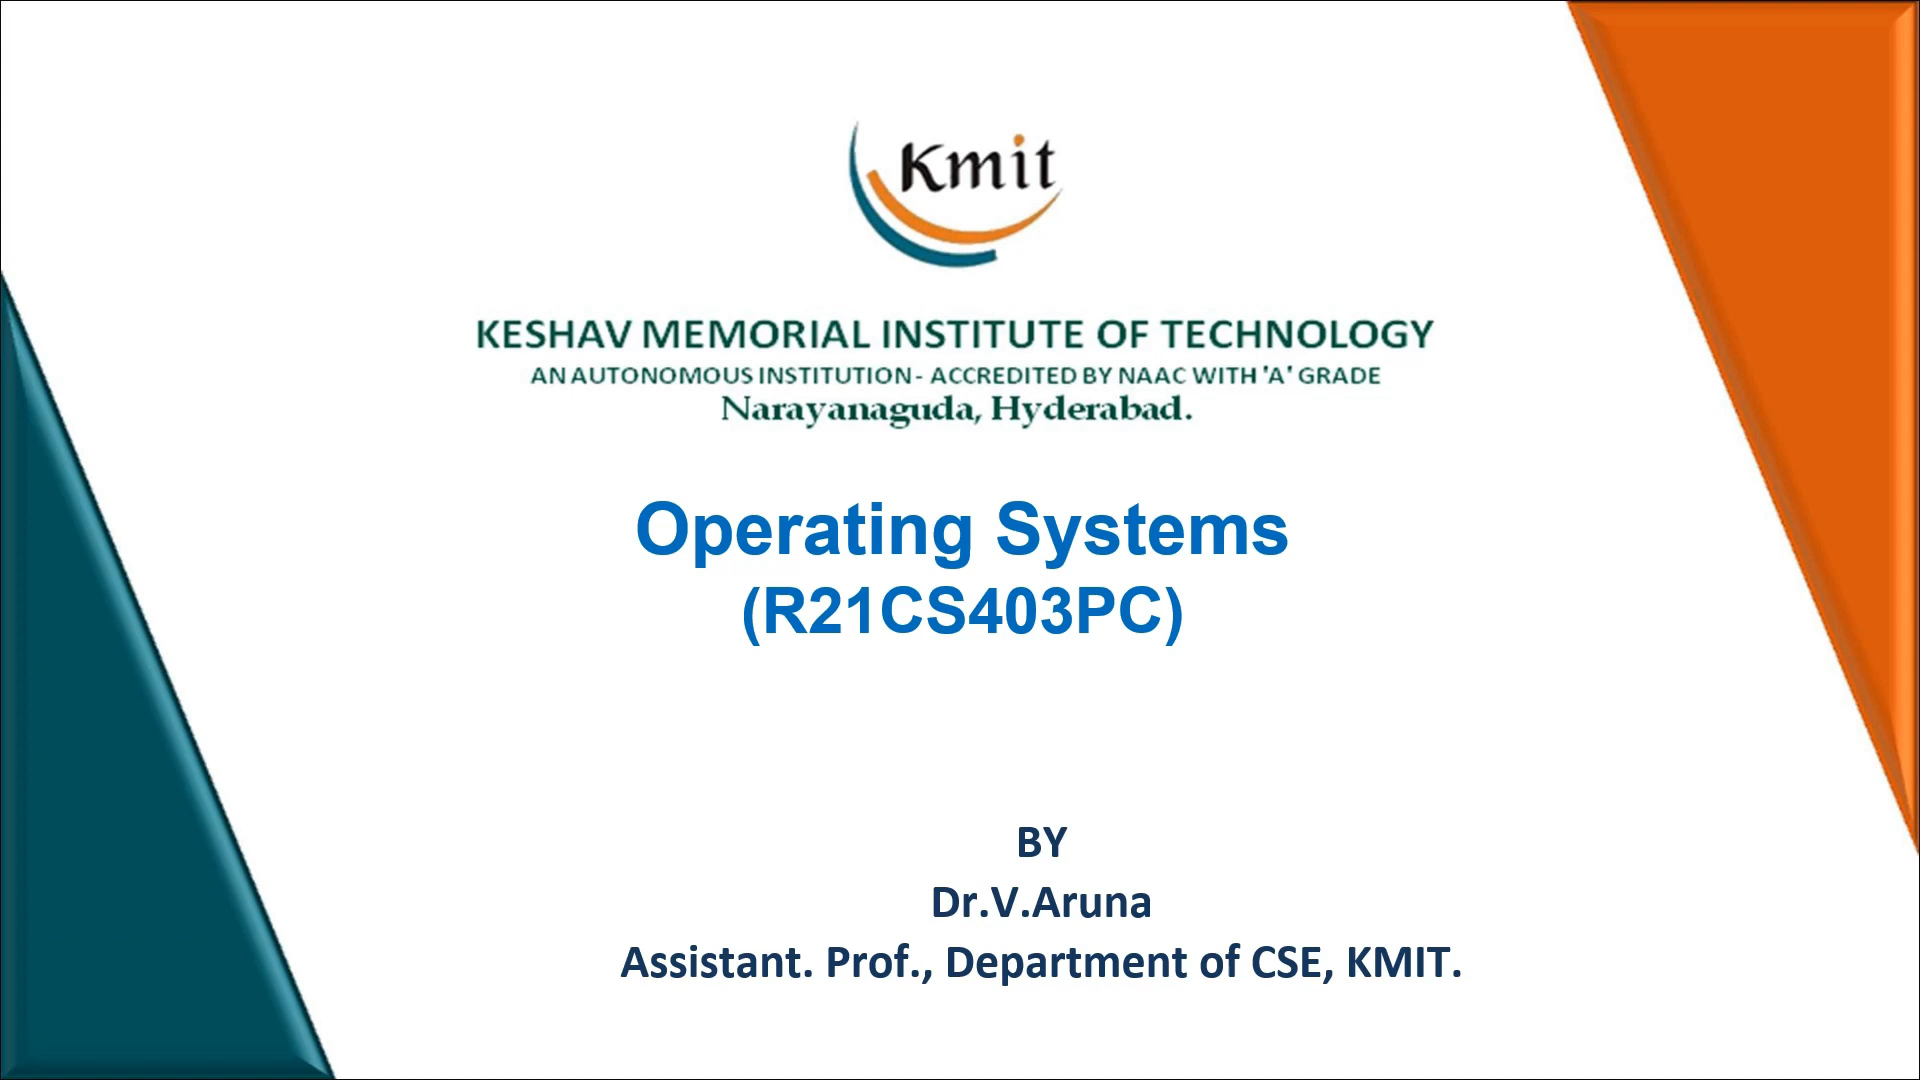 Kmit
KESHAV MEMORIAL INSTITUTE OF TECHNOLOGY
AN AUTONOMOUS INSTITUTION - ACCREDITED BY NAAC WITH 'A' GRADE
Narayanaguda, Hyderabad.
Operating Systems
(R21CS403PC)
BY
Dr.V.Aruna
Assistant. Prof., Department of CSE, KMIT.